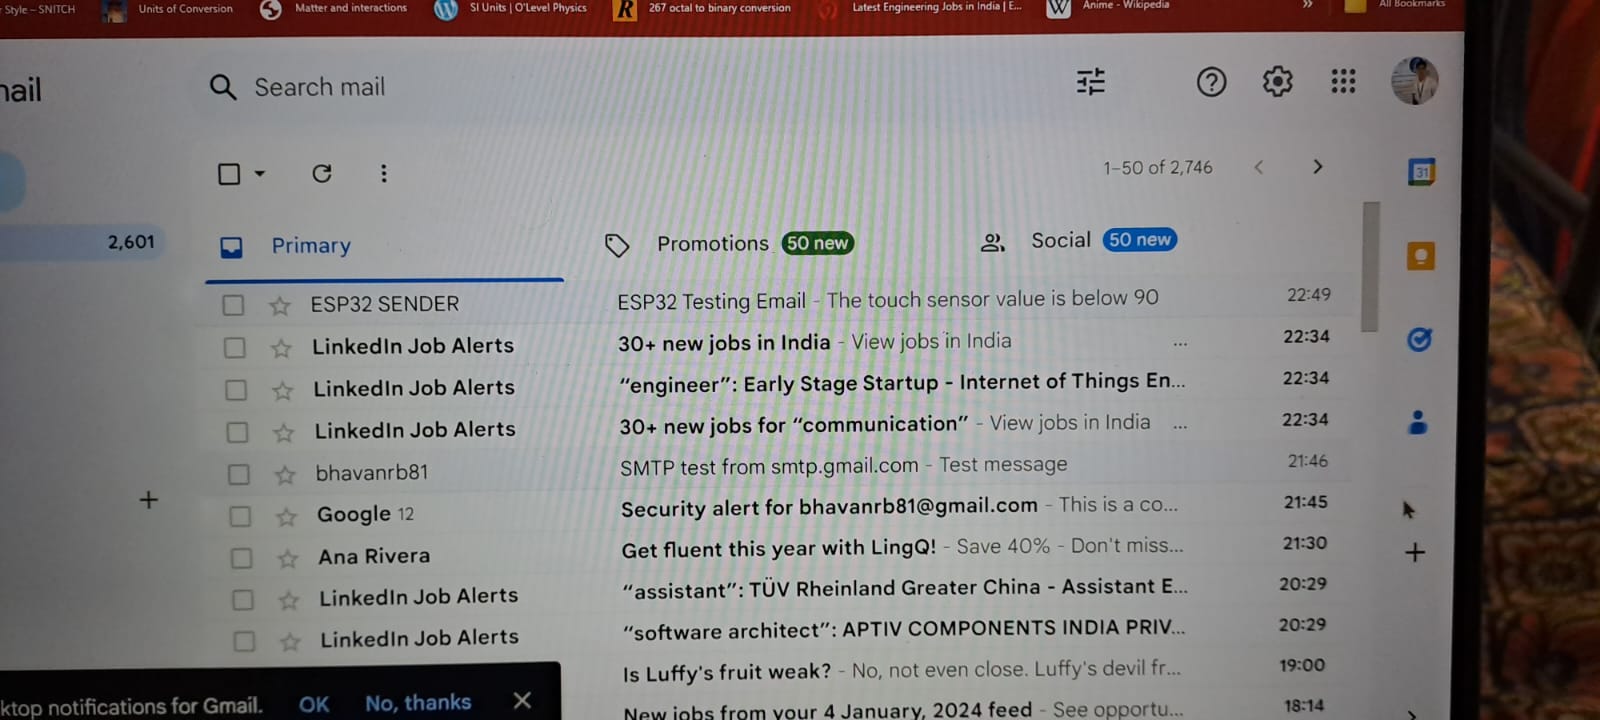 r Style – SNITCH Units of Conversion Matter and interactions SI Units | O'Level Physics R 267 octal to binary conversion Latest Engineering Jobs in India | E... W Anime - Wikipedia » All Bookmarks
nail Search mail
1–50 of 2,746 31
2,601 Primary Promotions 50 new Social 50 new
ESP32 SENDER ESP32 Testing Email - The touch sensor value is below 90 22:49
LinkedIn Job Alerts 30+ new jobs in India - View jobs in India ... 22:34
LinkedIn Job Alerts “engineer”: Early Stage Startup - Internet of Things En... 22:34
LinkedIn Job Alerts 30+ new jobs for “communication” - View jobs in India ... 22:34
bhavanrb81 SMTP test from smtp.gmail.com - Test message 21:46
Google 12 Security alert for bhavanrb81@gmail.com - This is a co... 21:45
Ana Rivera Get fluent this year with LingQ! - Save 40% - Don't miss... 21:30
LinkedIn Job Alerts “assistant”: TÜV Rheinland Greater China - Assistant E... 20:29
LinkedIn Job Alerts “software architect”: APTIV COMPONENTS INDIA PRIV... 20:29
Is Luffy's fruit weak? - No, not even close. Luffy's devil fr... 19:00
New jobs from your 4 January, 2024 feed - See opportu... 18:14
ktop notifications for Gmail. OK No, thanks